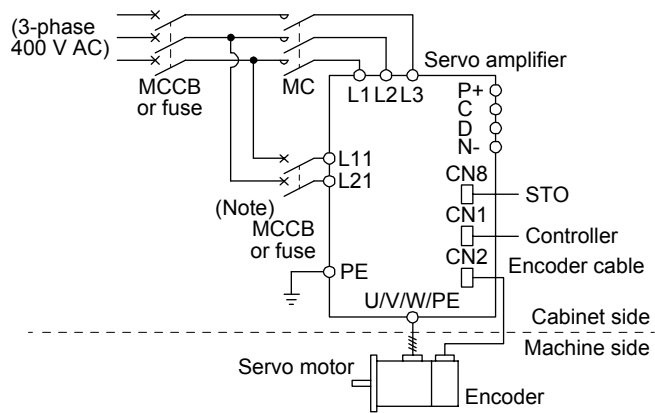 (3-phase
400 V AC)
MCCB
or fuse
MC
Servo amplifier
L1 L2 L3
P+
C
D
N-
L11
L21
(Note)
MCCB
or fuse
CN8
STO
CN1
Controller
CN2
Encoder cable
PE
U/V/W/PE
Cabinet side
Machine side
Servo motor
Encoder